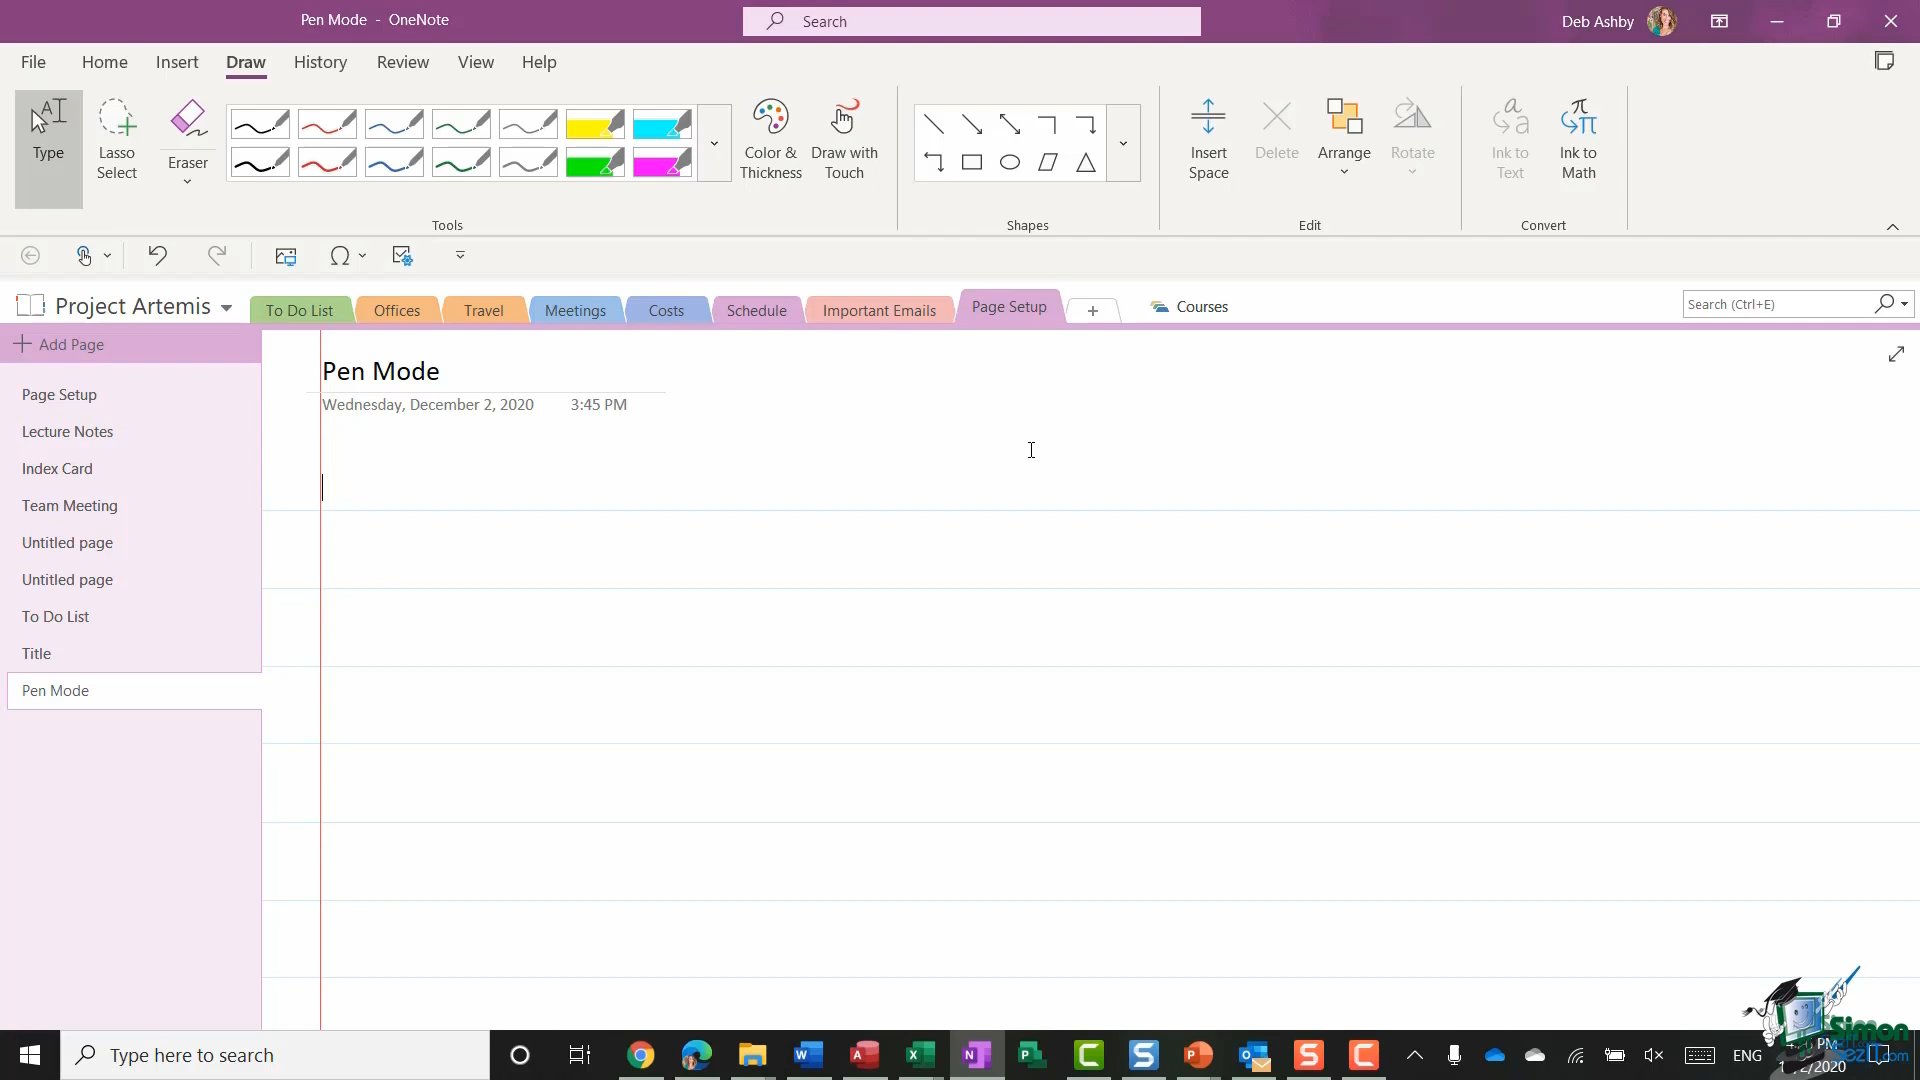 Pen Mode - OneNote
Search
Deb Ashby
File Home Insert Draw History Review View Help
Type
Lasso Select
Eraser
Color & Thickness
Draw with Touch
Insert Space
Delete
Arrange
Rotate
Ink to Text
Ink to Math
Tools
Shapes
Edit
Convert
Project Artemis
To Do List
Offices
Travel
Meetings
Costs
Schedule
Important Emails
Page Setup
Courses
Search (Ctrl+E)
Add Page
Page Setup
Lecture Notes
Index Card
Team Meeting
Untitled page
Untitled page
To Do List
Title
Pen Mode
Pen Mode
Wednesday, December 2, 2020 3:45 PM
Type here to search
ENG
Simon
Sez iT.com